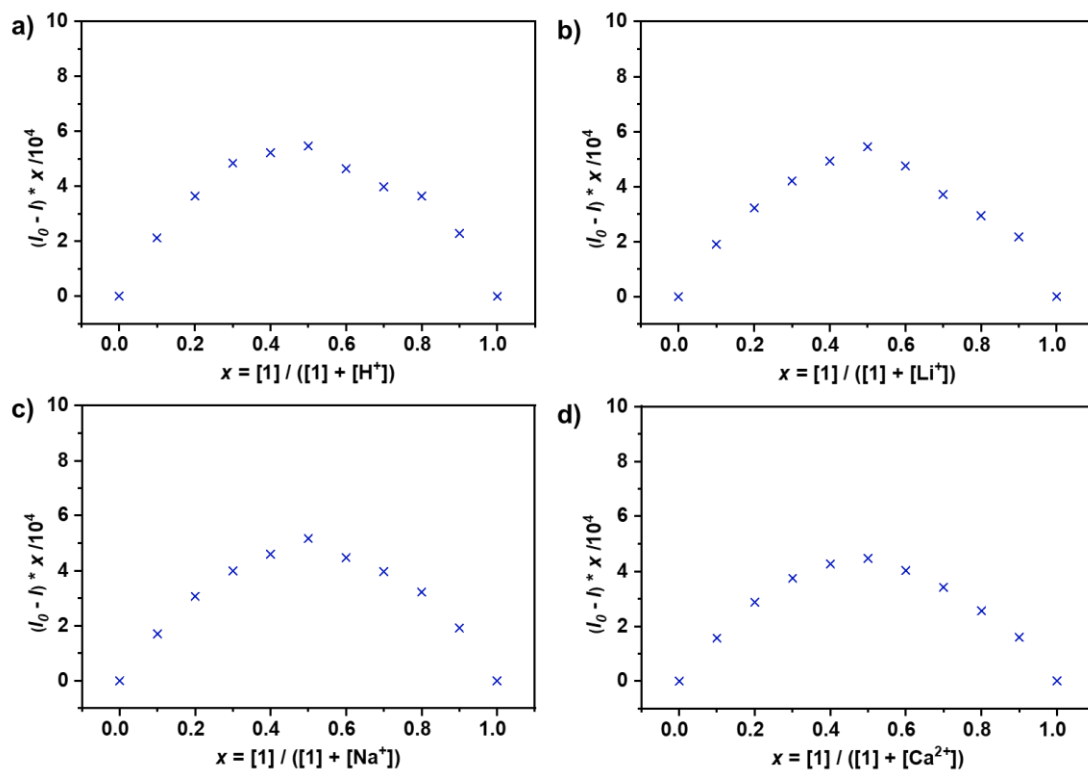 a)
10
8
6
4
2
0
(I₀ - I) * x /10⁴
0.0 0.2 0.4 0.6 0.8 1.0
x = [1] / ([1] + [H⁺])
b)
10
8
6
4
2
0
(I₀ - I) * x /10⁴
0.0 0.2 0.4 0.6 0.8 1.0
x = [1] / ([1] + [Li⁺])
c)
10
8
6
4
2
0
(I₀ - I) * x /10⁴
0.0 0.2 0.4 0.6 0.8 1.0
x = [1] / ([1] + [Na⁺])
d)
10
8
6
4
2
0
(I₀ - I) * x /10⁴
0.0 0.2 0.4 0.6 0.8 1.0
x = [1] / ([1] + [Ca²⁺])